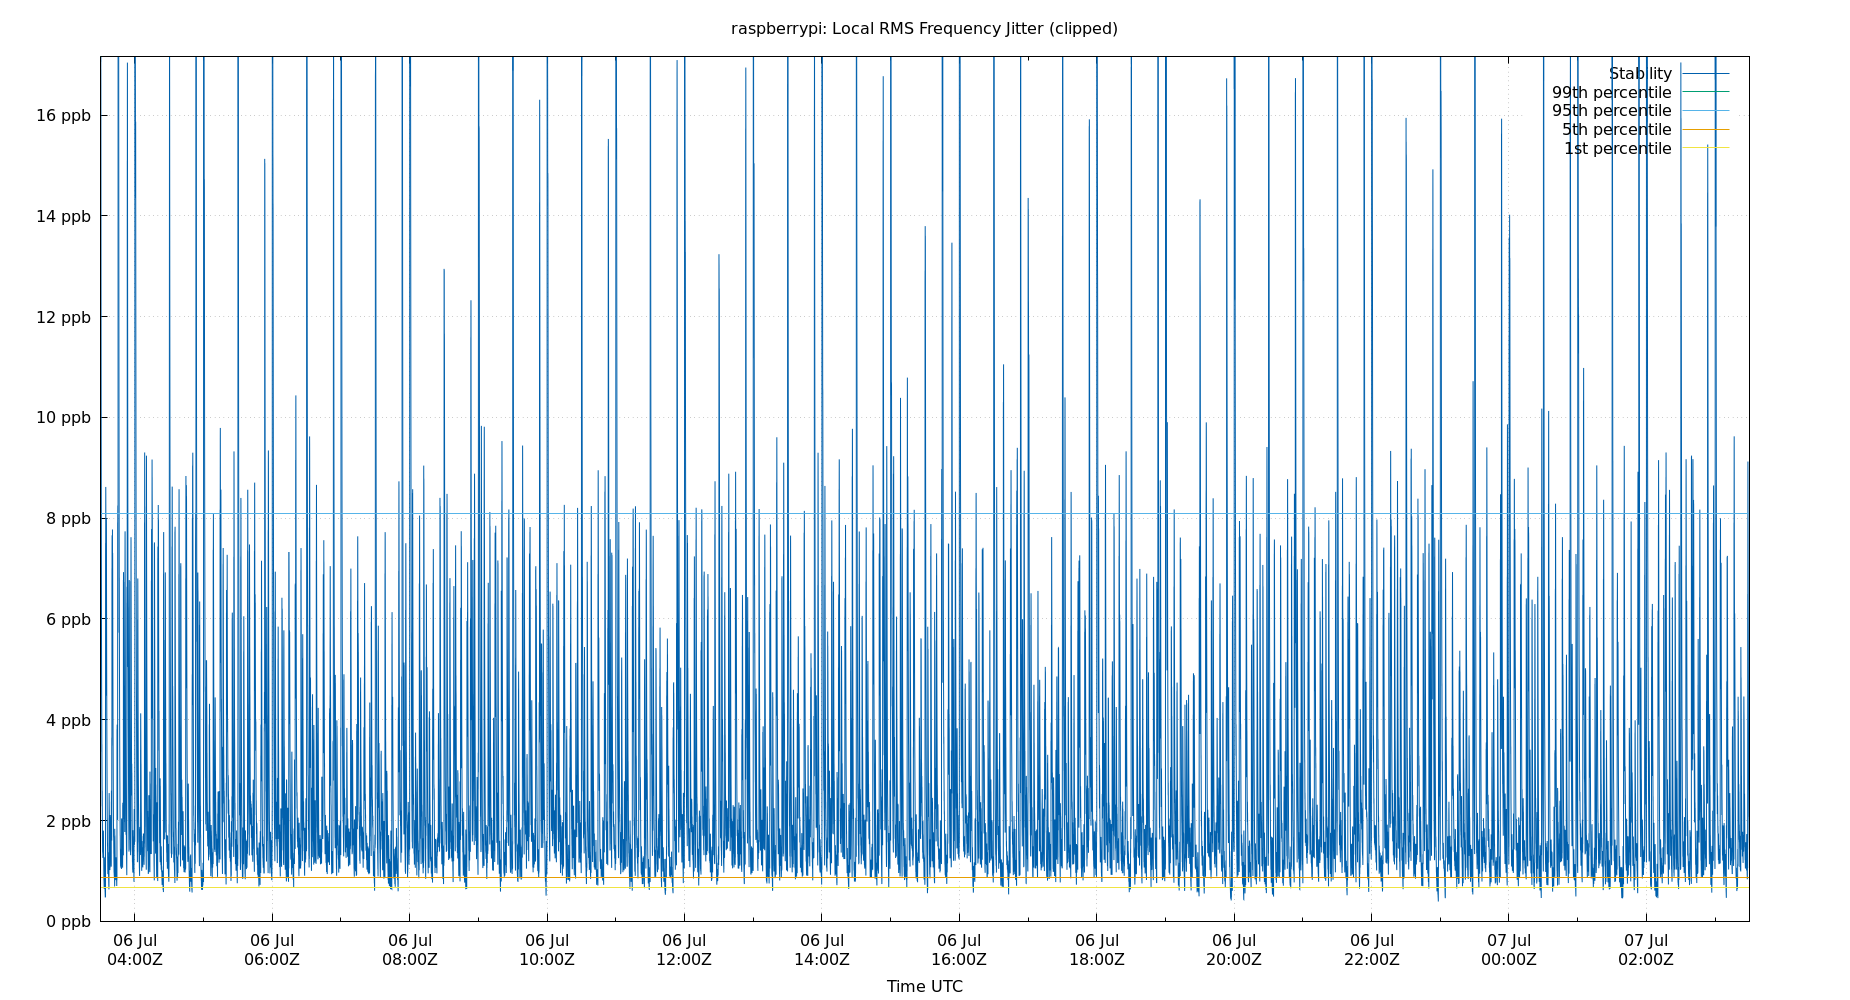 raspberrypi: Local RMS Frequency Jitter (clipped)
Stability
99th percentile
95th percentile
5th percentile
1st percentile
16 ppb
14 ppb
12 ppb
10 ppb
8 ppb
6 ppb
4 ppb
2 ppb
0 ppb
06 Jul 06 Jul 06 Jul 06 Jul 06 Jul 06 Jul 06 Jul 06 Jul 06 Jul 06 Jul 07 Jul 07 Jul
04:00Z 06:00Z 08:00Z 10:00Z 12:00Z 14:00Z 16:00Z 18:00Z 20:00Z 22:00Z 00:00Z 02:00Z
Time UTC